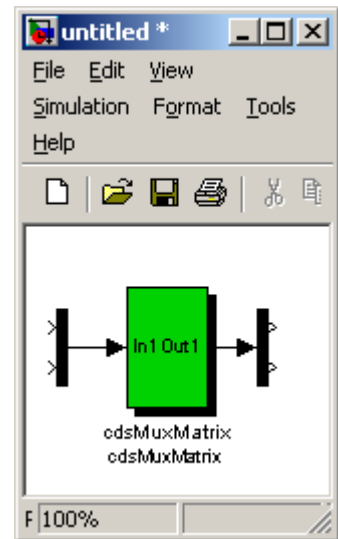 untitled *
File Edit View
Simulation Format Tools
Help
In1 Out1
cdsMuxMatrix
cdsMuxMatrix
F 100%